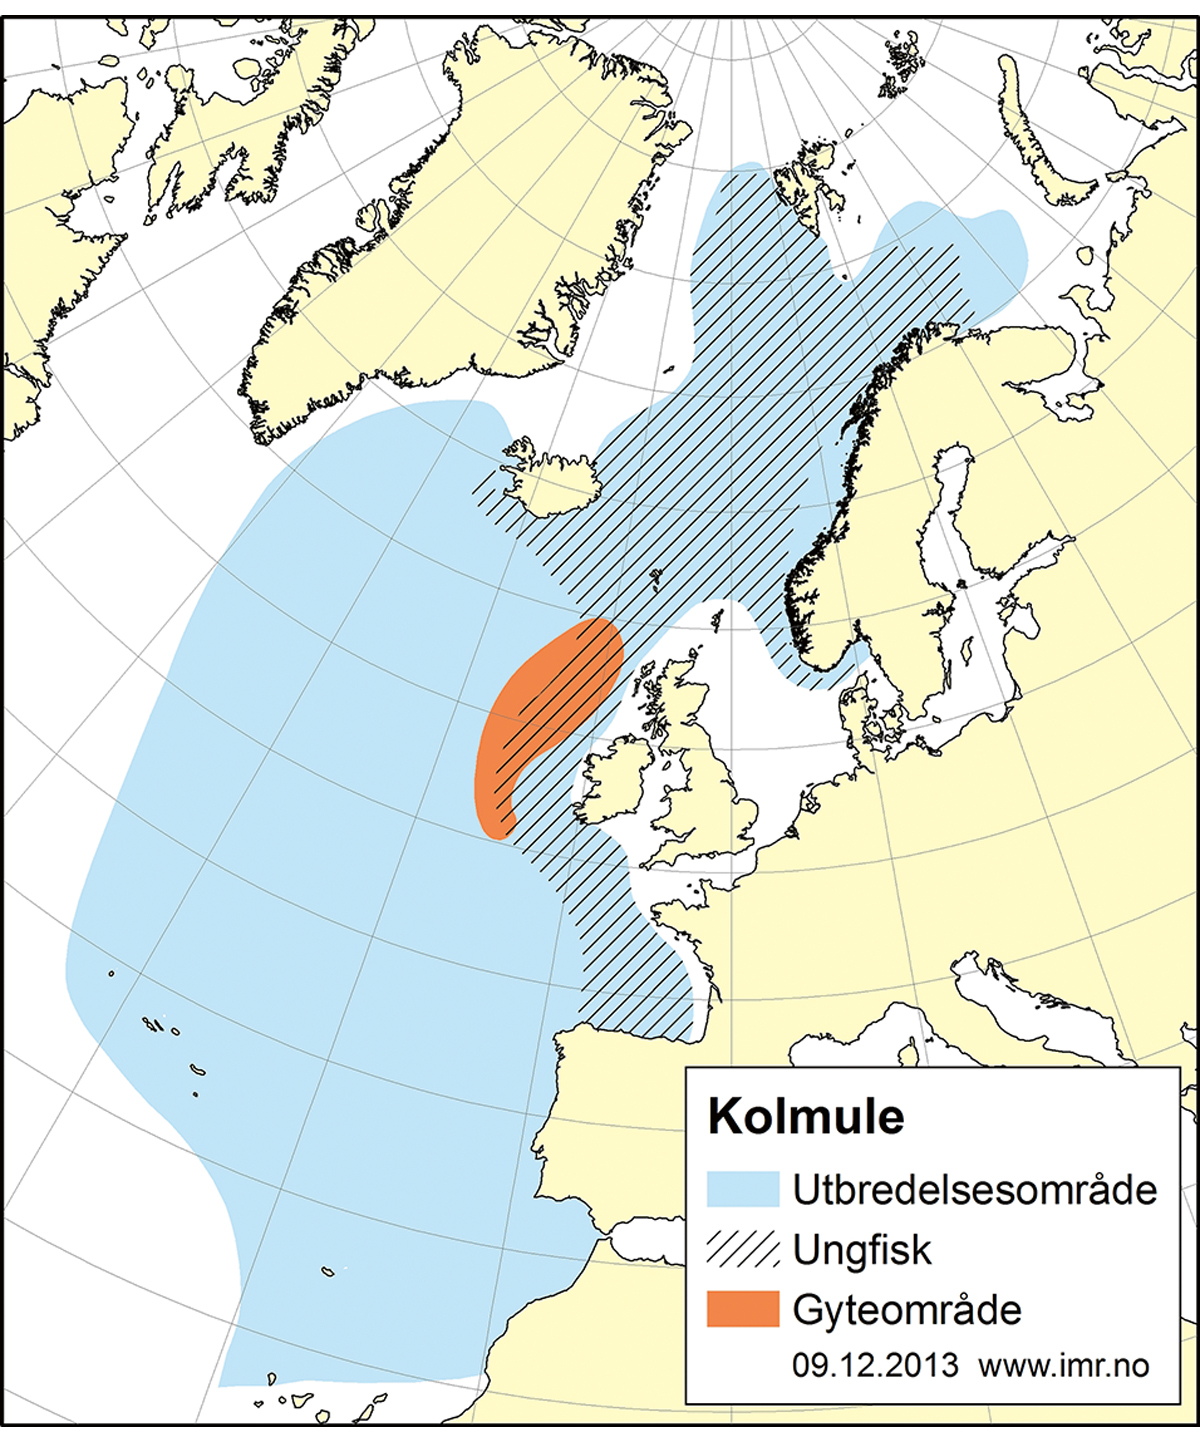 Kolmule
Utbredelsesområde
Ungfisk
Gyteområde
09.12.2013 www.imr.no